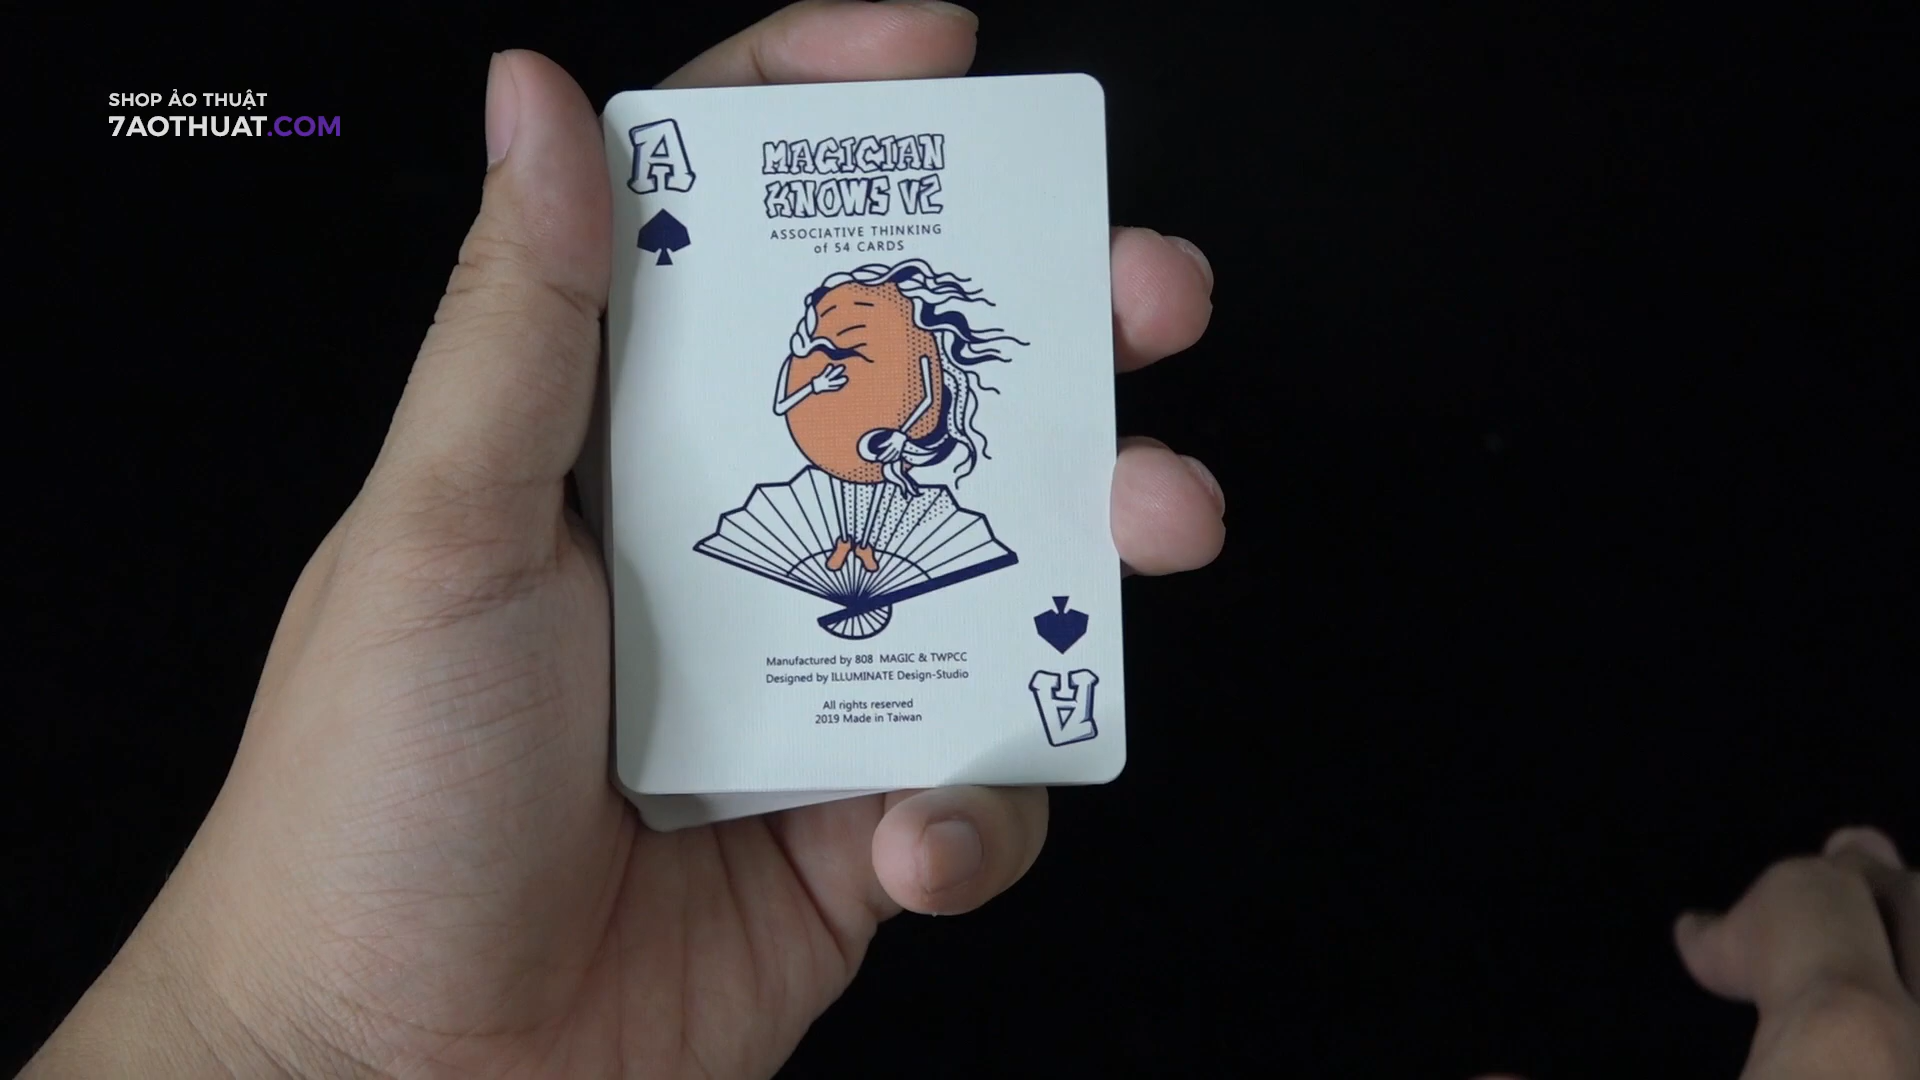 SHOP ẢO THUẬT
7AOTHUAT.COM
A
MAGICIAN
KNOWS V2
ASSOCIATIVE THINKING
of 54 CARDS
Manufactured by 808 MAGIC & TWPCC
Designed by ILLUMINATE Design-Studio
All rights reserved
2019 Made in Taiwan
A